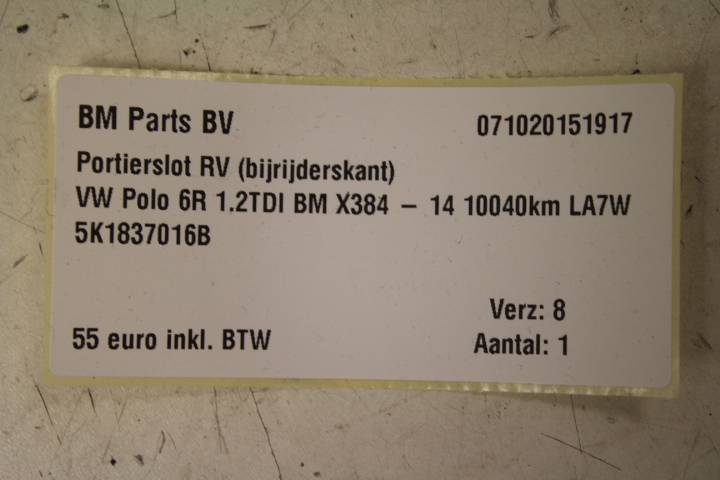 BM Parts BV 071020151917
Portierslot RV (bijrijderskant)
VW Polo 6R 1.2TDI BM X384 – 14 10040km LA7W
5K1837016B
Verz: 8
55 euro inkl. BTW Aantal: 1